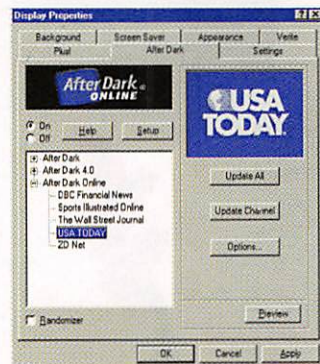 Display Properties
Background Screen Saver Appearance Verite
Plus! After Dark Settings
After Dark
ONLINE
On
Off
Help
Setup
After Dark
After Dark 4.0
After Dark Online
DBC Financial News
Sports Illustrated Online
The Wall Street Journal
USA TODAY
ZD Net
Randomizer
USA
TODAY
Update All
Update Channel
Options...
Preview
OK Cancel Apply